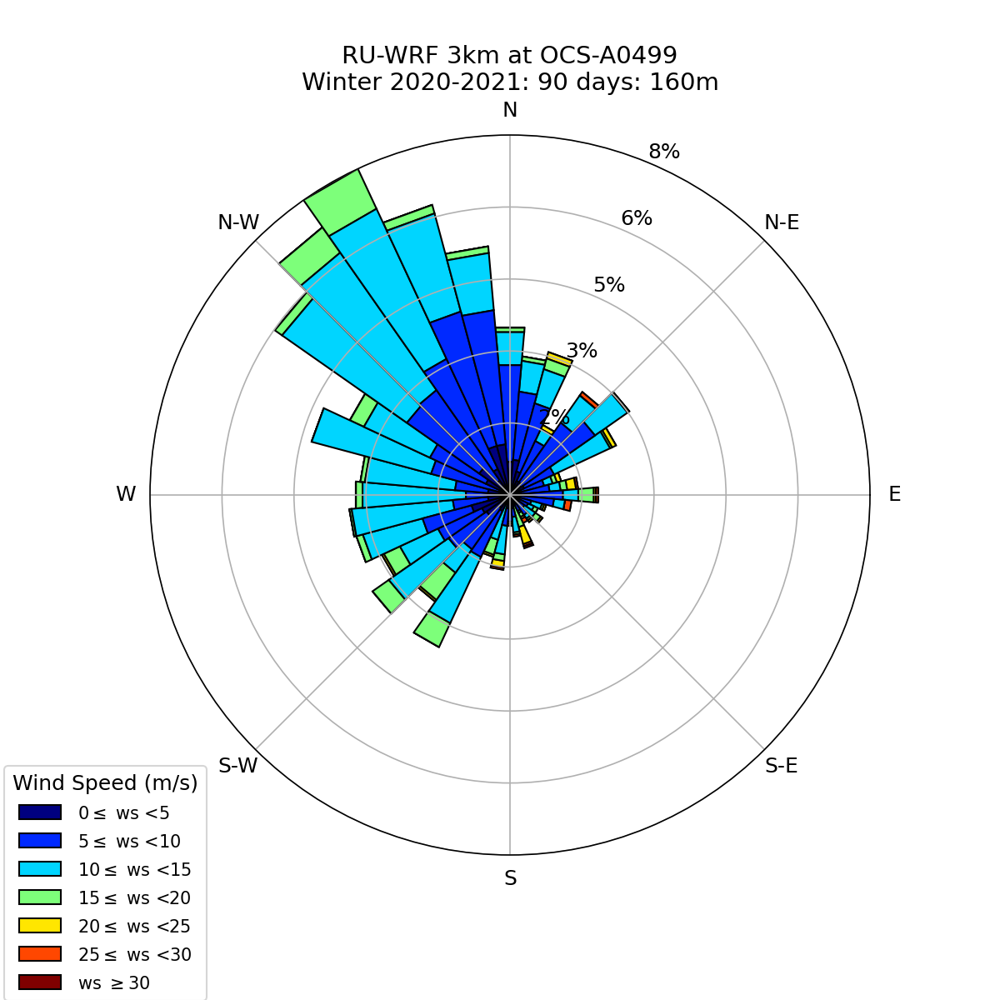 RU-WRF 3km at OCS-A0499
Winter 2020-2021: 90 days: 160m
N
8%
6%
N-W
N-E
5%
3%
2%
W
E
S-W
S-E
S
Wind Speed (m/s)
0 ≤ ws <5
5 ≤ ws <10
10 ≤ ws <15
15 ≤ ws <20
20 ≤ ws <25
25 ≤ ws <30
ws ≥ 30